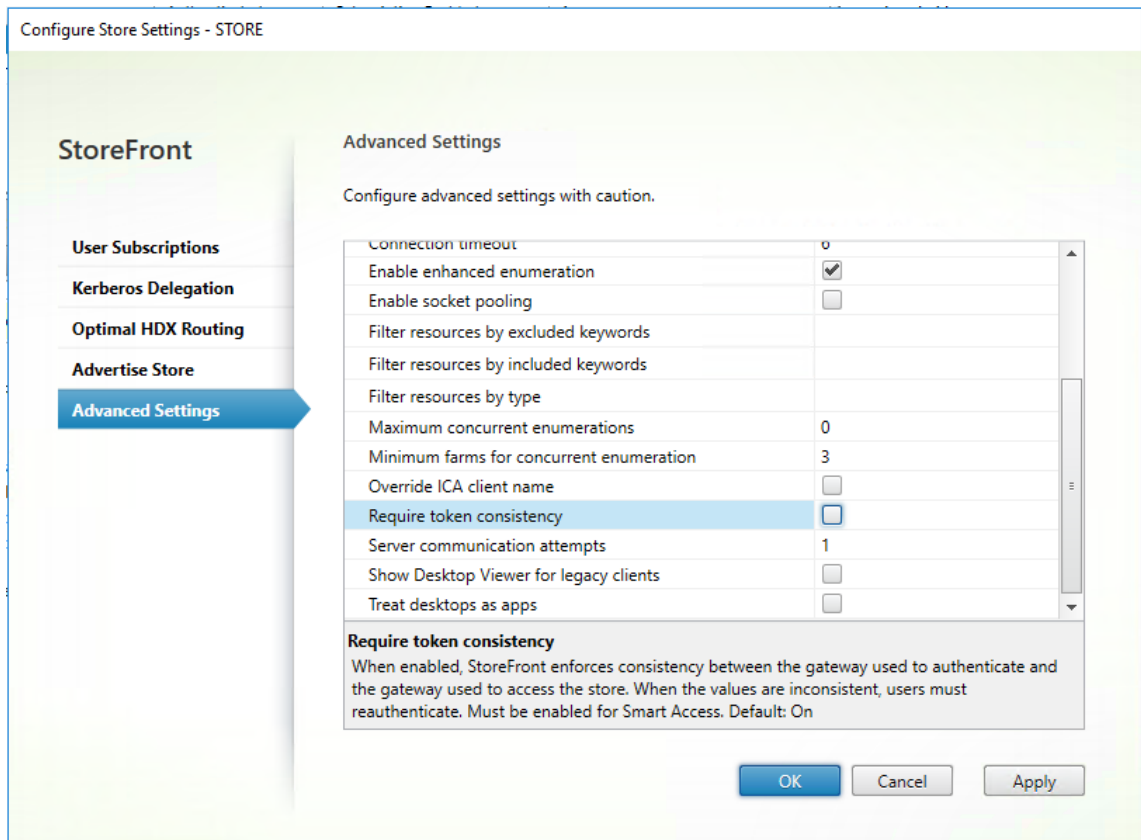 Configure Store Settings - STORE
StoreFront
User Subscriptions
Kerberos Delegation
Optimal HDX Routing
Advertise Store
Advanced Settings
Advanced Settings
Configure advanced settings with caution.
Connection timeout 6
Enable enhanced enumeration
Enable socket pooling
Filter resources by excluded keywords
Filter resources by included keywords
Filter resources by type
Maximum concurrent enumerations 0
Minimum farms for concurrent enumeration 3
Override ICA client name
Require token consistency
Server communication attempts 1
Show Desktop Viewer for legacy clients
Treat desktops as apps
Require token consistency
When enabled, StoreFront enforces consistency between the gateway used to authenticate and
the gateway used to access the store. When the values are inconsistent, users must
reauthenticate. Must be enabled for Smart Access. Default: On
OK Cancel Apply